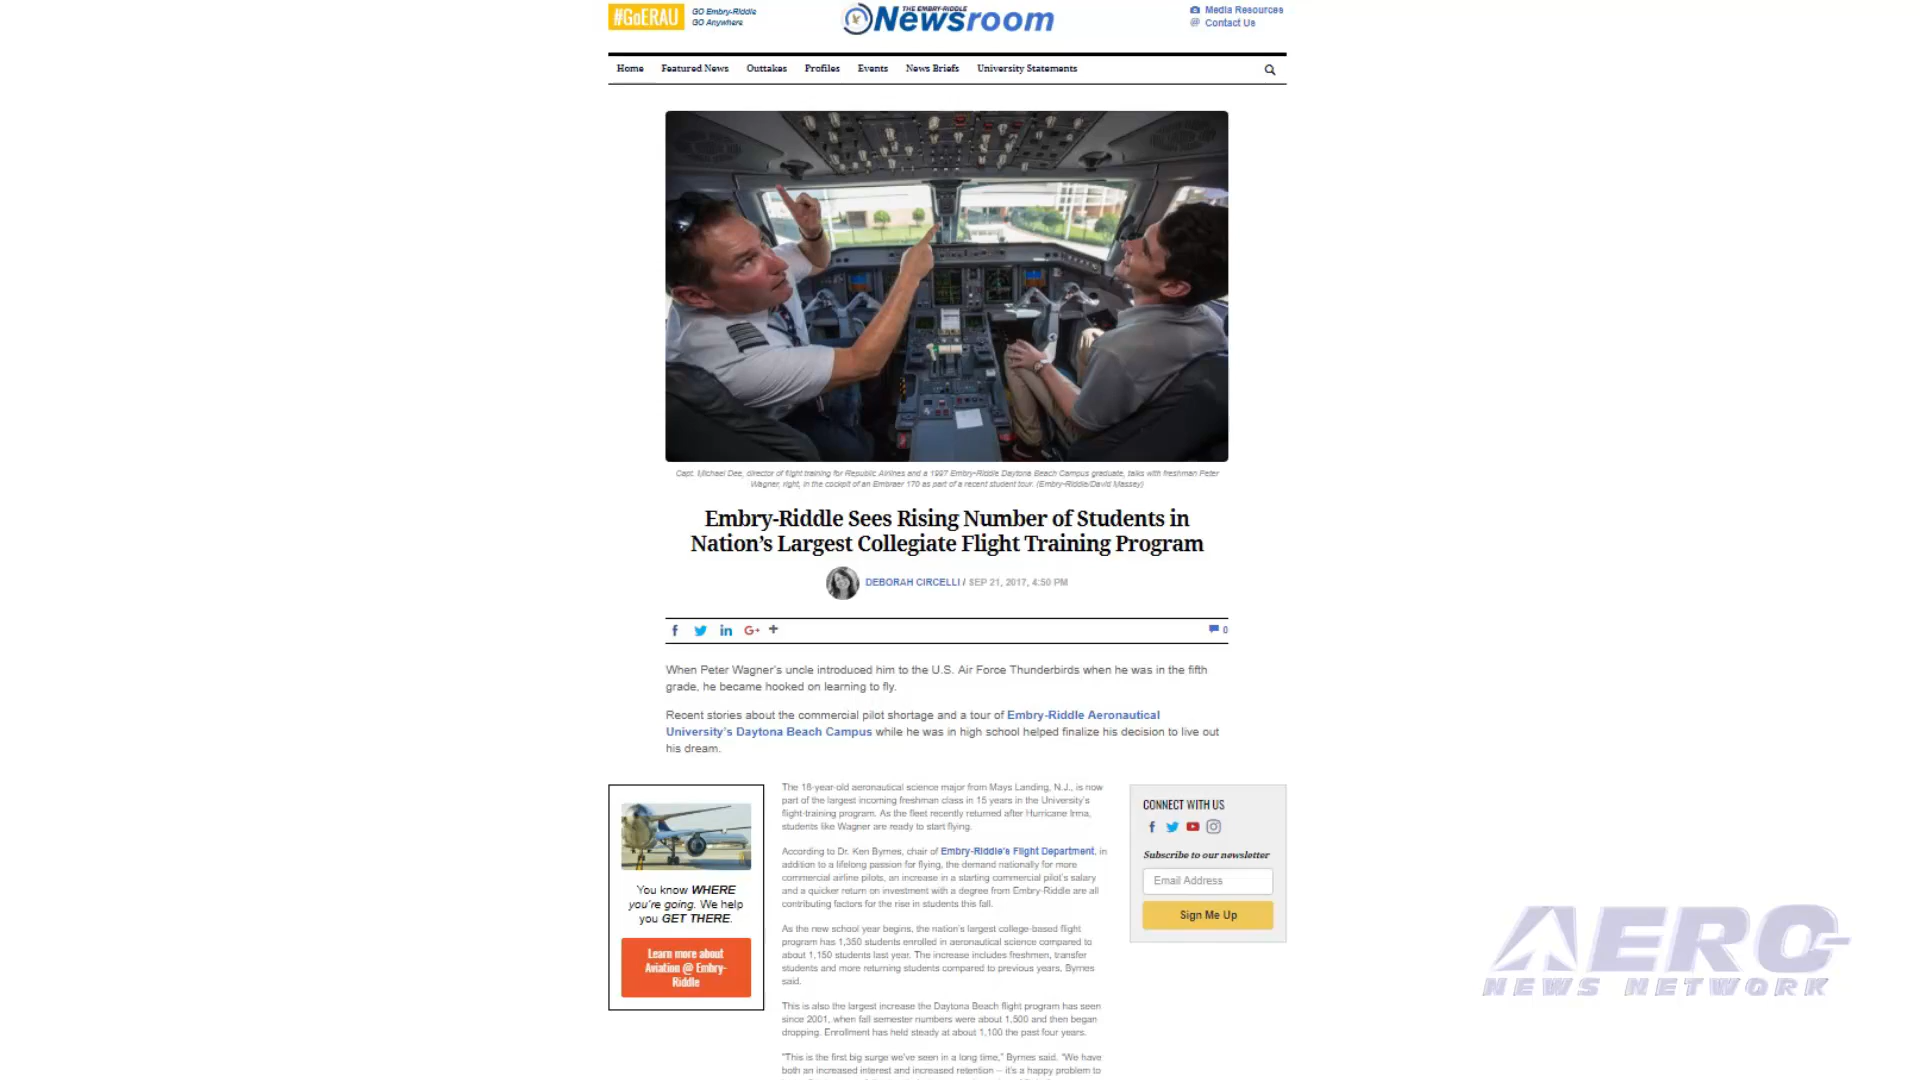 #GoERAU
GO Embry-Riddle
GO Anywhere
THE EMBRY-RIDDLE
Newsroom
Media Resources
@ Contact Us
Home Featured News Outtakes Profiles Events News Briefs University Statements
Capt. Michael Dee, director of flight training for Republic Airlines and a 1997 Embry-Riddle Daytona Beach Campus graduate, talks with freshman Peter
Wagner, right, in the cockpit of an Embraer 170 as part of a recent student tour. (Embry-Riddle/David Massey)
Embry-Riddle Sees Rising Number of Students in
Nation's Largest Collegiate Flight Training Program
DEBORAH CIRCELLI / SEP 21, 2017, 4:50 PM
f in G+ + 0
When Peter Wagner's uncle introduced him to the U.S. Air Force Thunderbirds when he was in the fifth
grade, he became hooked on learning to fly.
Recent stories about the commercial pilot shortage and a tour of Embry-Riddle Aeronautical
University's Daytona Beach Campus while he was in high school helped finalize his decision to live out
his dream.
You know WHERE
you're going. We help
you GET THERE.
Learn more about
Aviation @ Embry-
Riddle
The 18-year-old aeronautical science major from Mays Landing, N.J., is now
part of the largest incoming freshman class in 15 years in the University's
flight-training program. As the fleet recently returned after Hurricane Irma,
students like Wagner are ready to start flying.
According to Dr. Ken Byrnes, chair of Embry-Riddle's Flight Department, in
addition to a lifelong passion for flying, the demand nationally for more
commercial airline pilots, an increase in a starting commercial pilot's salary
and a quicker return on investment with a degree from Embry-Riddle are all
contributing factors for the rise in students this fall.
As the new school year begins, the nation's largest college-based flight
program has 1,350 students enrolled in aeronautical science compared to
about 1,150 students last year. The increase includes freshmen, transfer
students and more returning students compared to previous years, Byrnes
said.
This is also the largest increase the Daytona Beach flight program has seen
since 2001, when fall semester numbers were about 1,500 and then began
dropping. Enrollment has held steady at about 1,100 the past four years.
"This is the first big surge we've seen in a long time," Byrnes said. "We have
both an increased interest and increased retention – it's a happy problem to
CONNECT WITH US
Subscribe to our newsletter
Email Address
Sign Me Up
AERO-
NEWS NETWORK